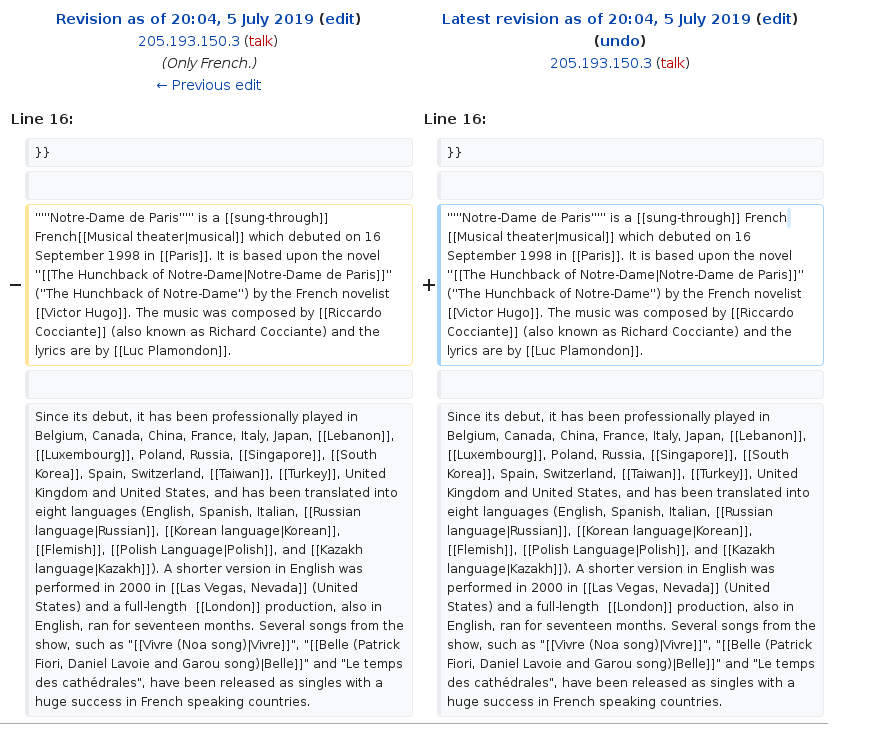 Revision as of 20:04, 5 July 2019 (edit)
205.193.150.3 (talk)
(Only French.)
← Previous edit
Latest revision as of 20:04, 5 July 2019 (edit)
(undo)
205.193.150.3 (talk)
Line 16:
Line 16:
}}
}}
−
'''''Notre-Dame de Paris''''' is a [[sung-through]]
French[[Musical theater|musical]] which debuted on 16
September 1998 in [[Paris]]. It is based upon the novel
''[[The Hunchback of Notre-Dame|Notre-Dame de Paris]]''
(''The Hunchback of Notre-Dame'') by the French novelist
[[Victor Hugo]]. The music was composed by [[Riccardo
Cocciante]] (also known as Richard Cocciante) and the
lyrics are by [[Luc Plamondon]].
+
'''''Notre-Dame de Paris''''' is a [[sung-through]] French
[[Musical theater|musical]] which debuted on 16
September 1998 in [[Paris]]. It is based upon the novel
''[[The Hunchback of Notre-Dame|Notre-Dame de Paris]]''
(''The Hunchback of Notre-Dame'') by the French novelist
[[Victor Hugo]]. The music was composed by [[Riccardo
Cocciante]] (also known as Richard Cocciante) and the
lyrics are by [[Luc Plamondon]].
Since its debut, it has been professionally played in
Belgium, Canada, China, France, Italy, Japan, [[Lebanon]],
[[Luxembourg]], Poland, Russia, [[Singapore]], [[South
Korea]], Spain, Switzerland, [[Taiwan]], [[Turkey]], United
Kingdom and United States, and has been translated into
eight languages (English, Spanish, Italian, [[Russian
language|Russian]], [[Korean language|Korean]],
[[Flemish]], [[Polish Language|Polish]], and [[Kazakh
language|Kazakh]]). A shorter version in English was
performed in 2000 in [[Las Vegas, Nevada]] (United
States) and a full-length  [[London]] production, also in
English, ran for seventeen months. Several songs from the
show, such as "[[Vivre (Noa song)|Vivre]]", "[[Belle (Patrick
Fiori, Daniel Lavoie and Garou song)|Belle]]" and "Le temps
des cathédrales", have been released as singles with a
huge success in French speaking countries.
Since its debut, it has been professionally played in
Belgium, Canada, China, France, Italy, Japan, [[Lebanon]],
[[Luxembourg]], Poland, Russia, [[Singapore]], [[South
Korea]], Spain, Switzerland, [[Taiwan]], [[Turkey]], United
Kingdom and United States, and has been translated into
eight languages (English, Spanish, Italian, [[Russian
language|Russian]], [[Korean language|Korean]],
[[Flemish]], [[Polish Language|Polish]], and [[Kazakh
language|Kazakh]]). A shorter version in English was
performed in 2000 in [[Las Vegas, Nevada]] (United
States) and a full-length  [[London]] production, also in
English, ran for seventeen months. Several songs from the
show, such as "[[Vivre (Noa song)|Vivre]]", "[[Belle (Patrick
Fiori, Daniel Lavoie and Garou song)|Belle]]" and "Le temps
des cathédrales", have been released as singles with a
huge success in French speaking countries.